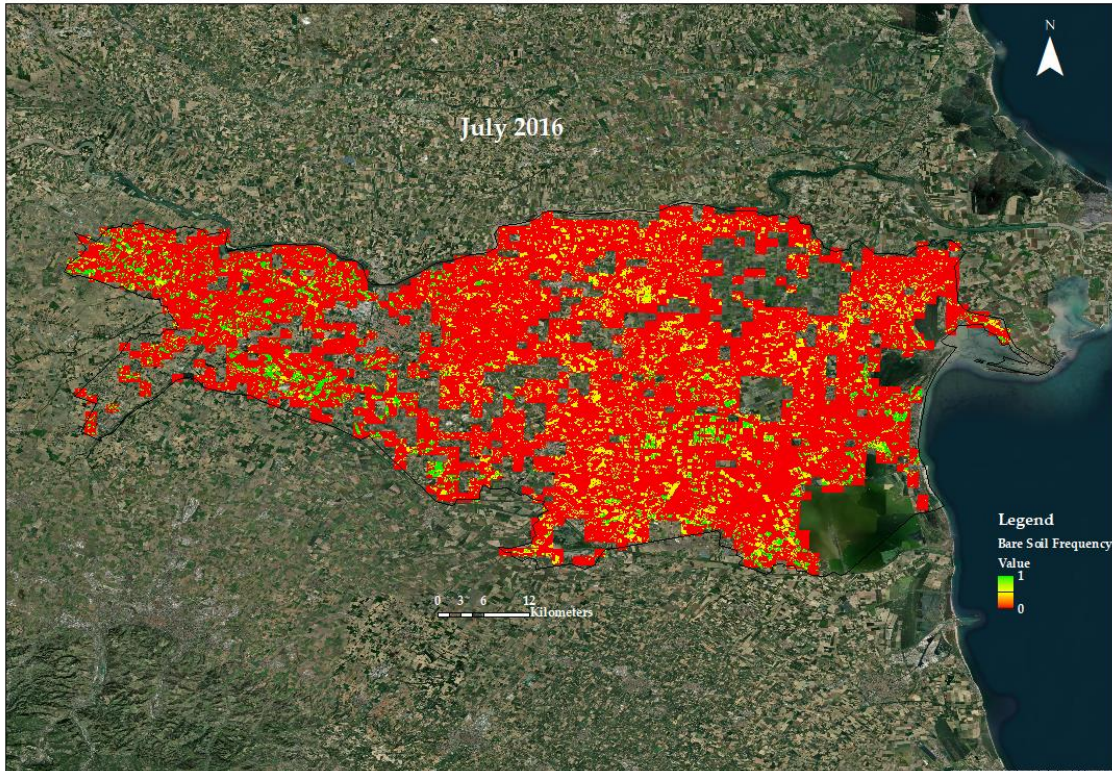 N
July 2016
Legend
Bare Soil Frequency
Value
1
0
0 3 6 12
Kilometers